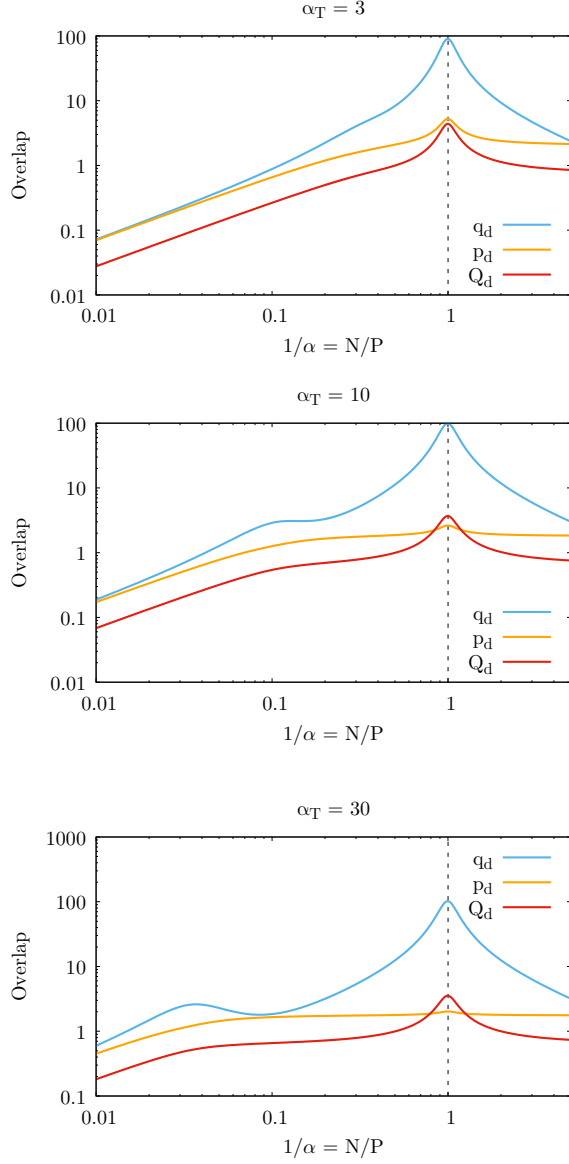 α_T = 3
100
10
1
0.1
0.01
Overlap
q_d
p_d
Q_d
0.01 0.1 1
1/α = N/P
α_T = 10
100
10
1
0.1
0.01
Overlap
q_d
p_d
Q_d
0.01 0.1 1
1/α = N/P
α_T = 30
1000
100
10
1
0.1
Overlap
q_d
p_d
Q_d
0.01 0.1 1
1/α = N/P